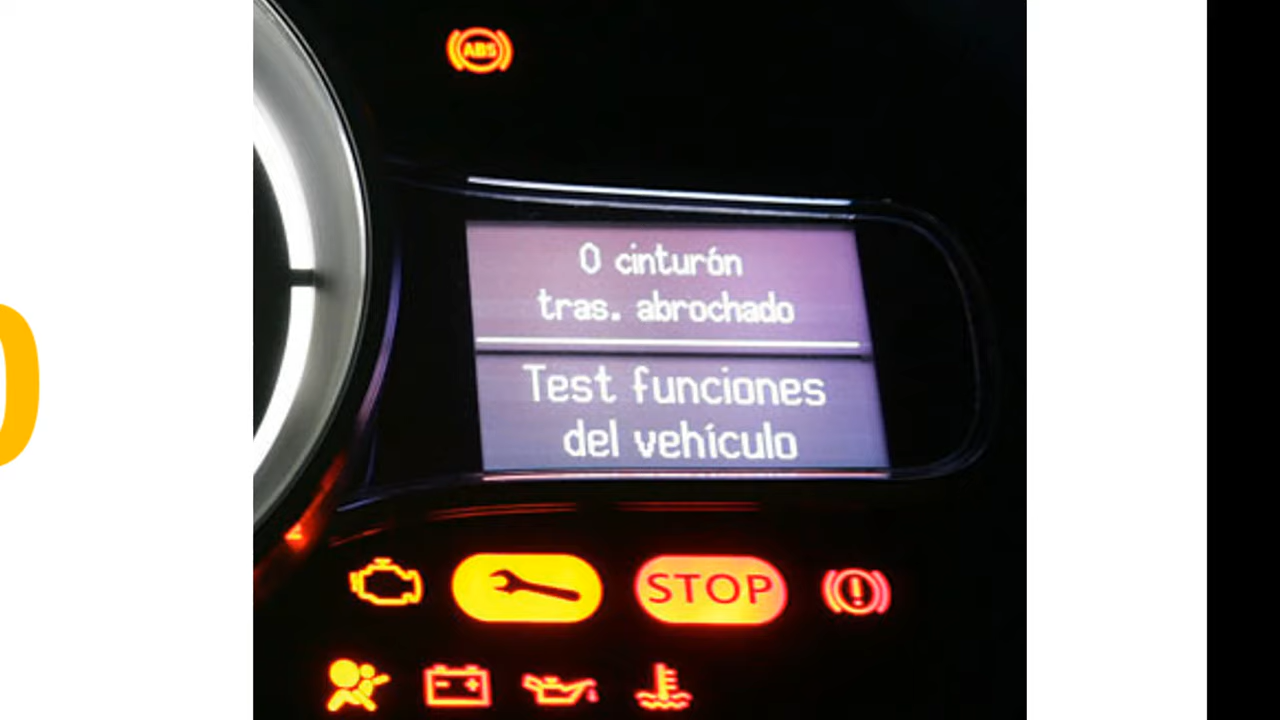 ABS
0 cinturón
tras. abrochado
Test funciones
del vehículo
STOP